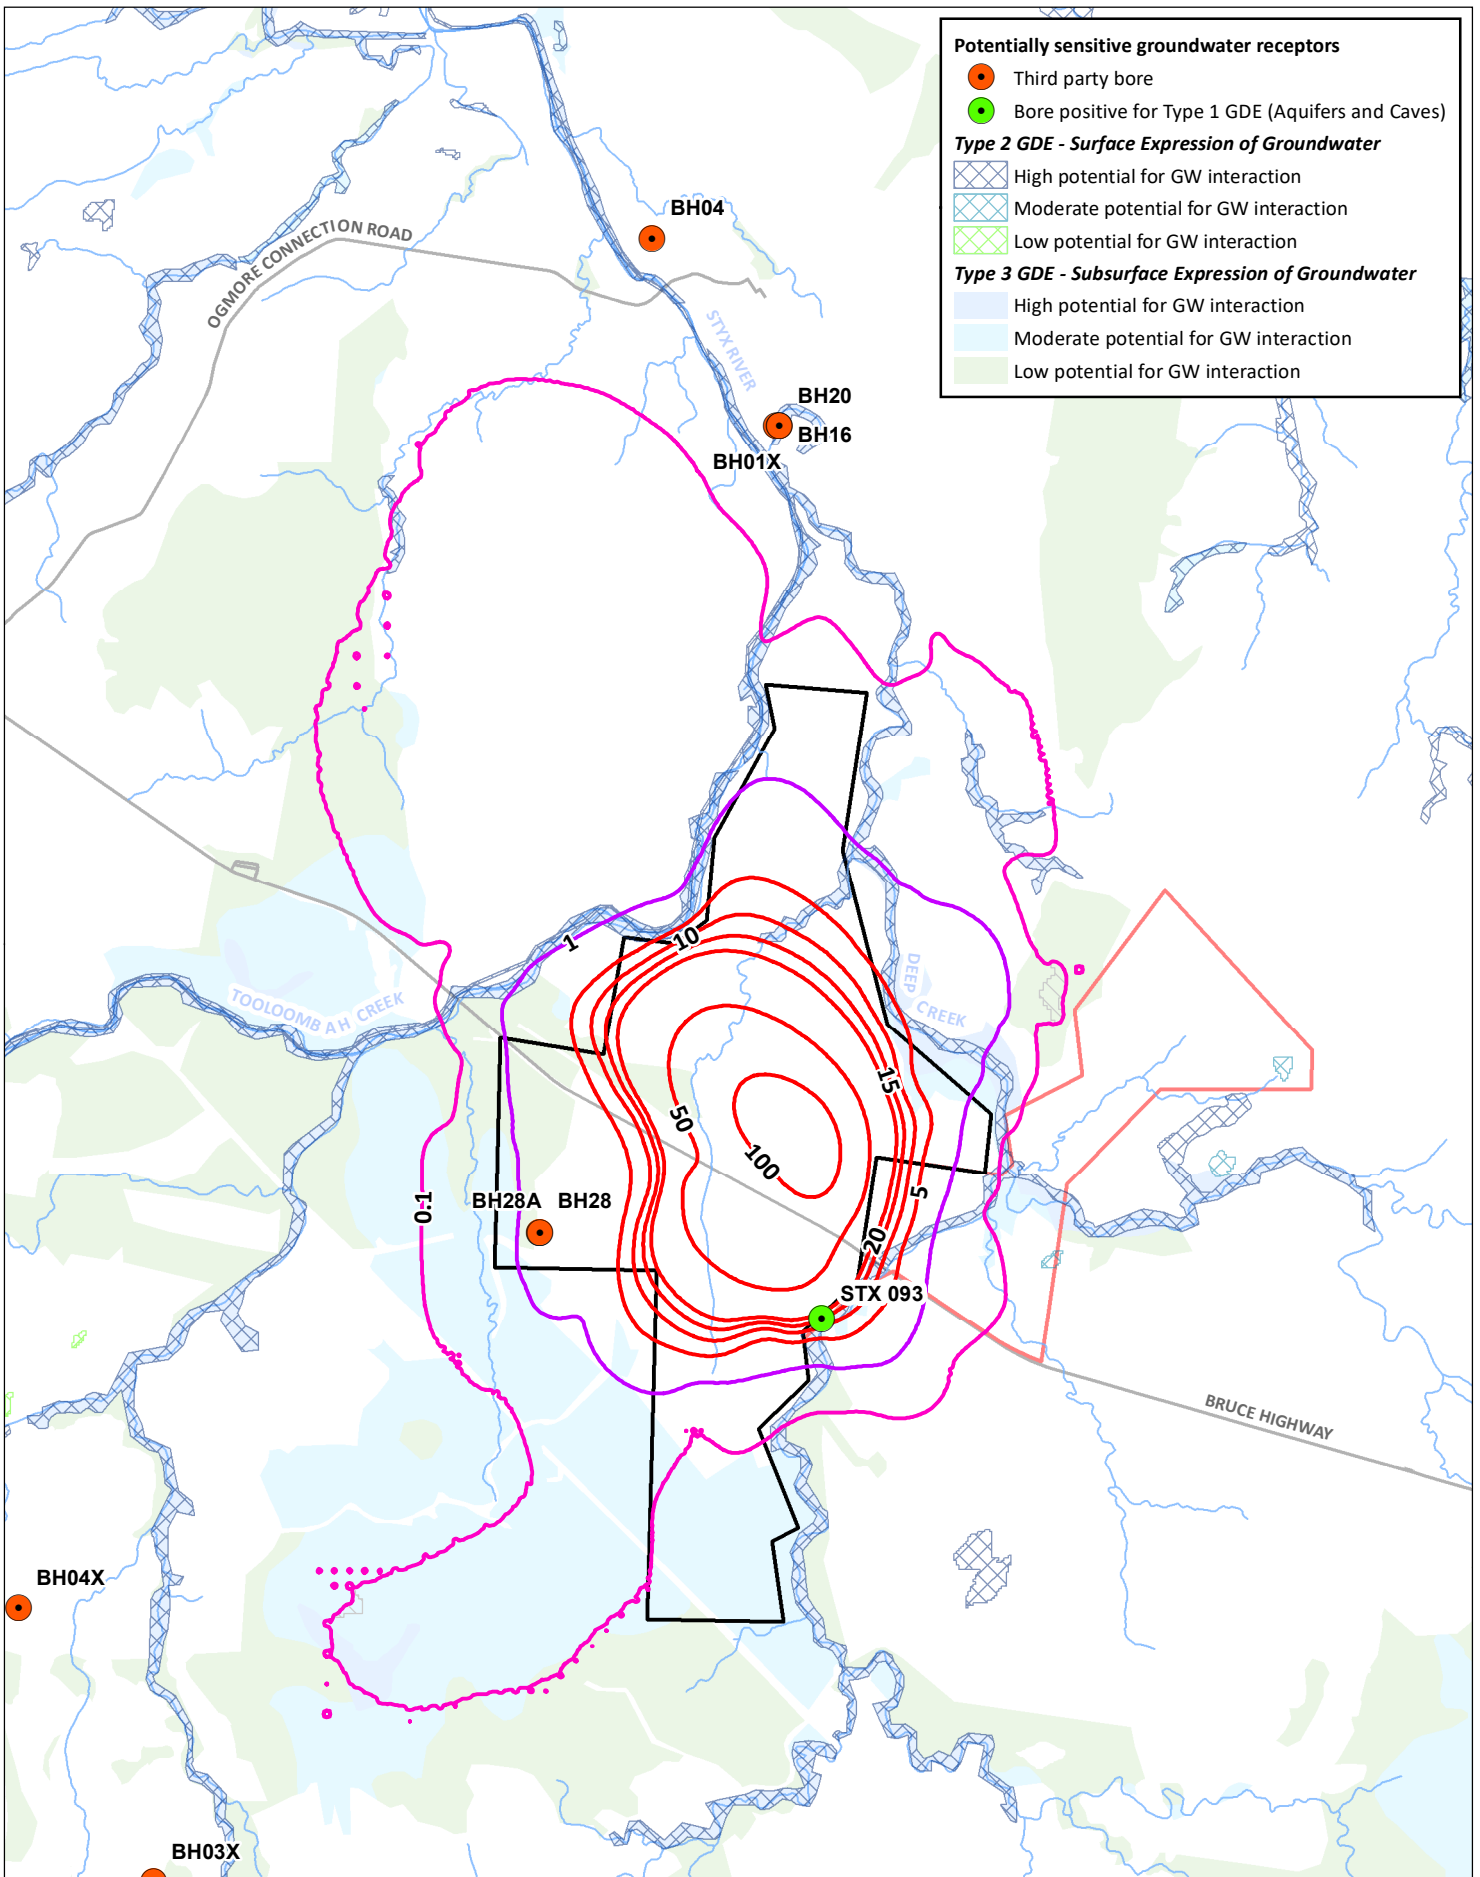 Potentially sensitive groundwater receptors
Third party bore
Bore positive for Type 1 GDE (Aquifers and Caves)
Type 2 GDE - Surface Expression of Groundwater
High potential for GW interaction
Moderate potential for GW interaction
Low potential for GW interaction
Type 3 GDE - Subsurface Expression of Groundwater
High potential for GW interaction
Moderate potential for GW interaction
Low potential for GW interaction
BH04
OGMORE CONNECTION ROAD
STYX RIVER
BH20
BH16
BH01X
1
10
DEEP CREEK
TOOLOOMBAH CREEK
15
50
100
0.1
BH28A
BH28
5
20
STX 093
BRUCE HIGHWAY
BH04X
BH03X